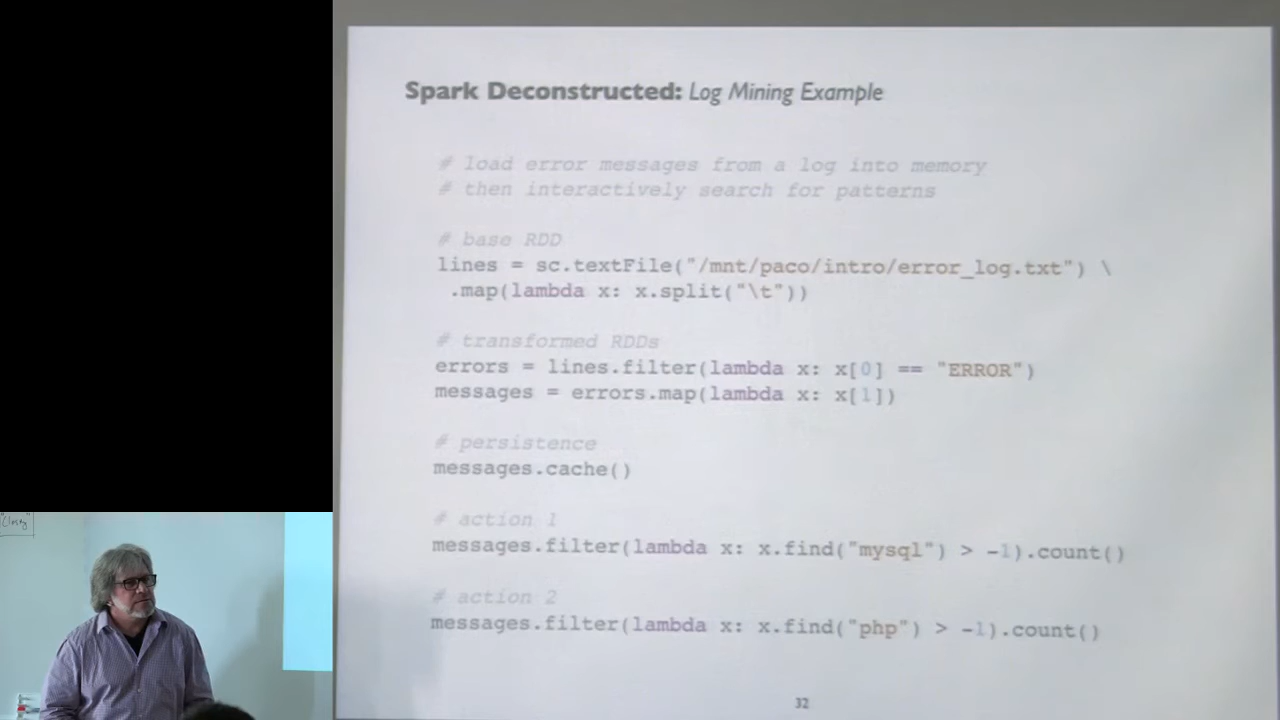 Spark Deconstructed: Log Mining Example
# load error messages from a log into memory
# then interactively search for patterns
# base RDD
lines = sc.textFile("/mnt/paco/intro/error_log.txt") \
.map(lambda x: x.split("\t"))
# transformed RDDs
errors = lines.filter(lambda x: x[0] == "ERROR")
messages = errors.map(lambda x: x[1])
# persistence
messages.cache()
# action 1
messages.filter(lambda x: x.find("mysql") > -1).count()
# action 2
messages.filter(lambda x: x.find("php") > -1).count()
32